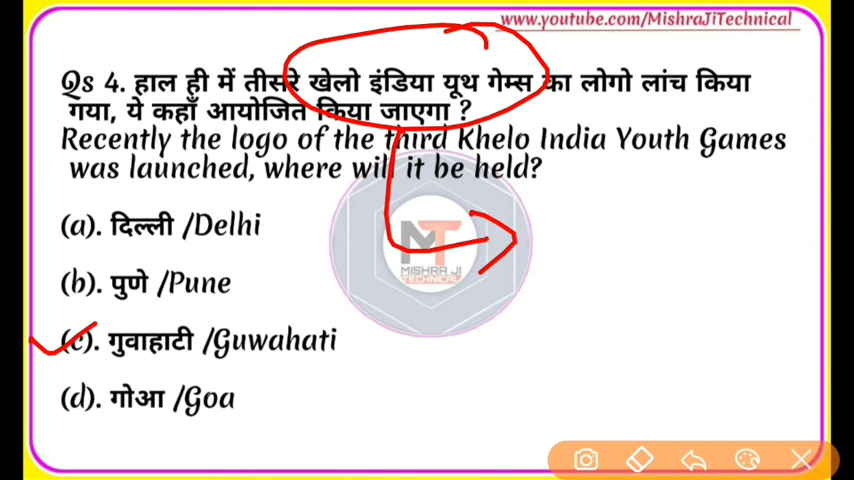 www.youtube.com/MishraJiTechnical
Qs 4. हाल ही में तीसरे खेलो इंडिया यूथ गेम्स का लोगो लांच किया
गया, ये कहाँ आयोजित किया जाएगा ?
Recently the logo of the third Khelo India Youth Games
was launched, where will it be held?
(a). दिल्ली /Delhi
MT
MISHRA JI
TECHNICAL
(b). पुणे /Pune
(c). गुवाहाटी /Guwahati
(d). गोआ /Goa